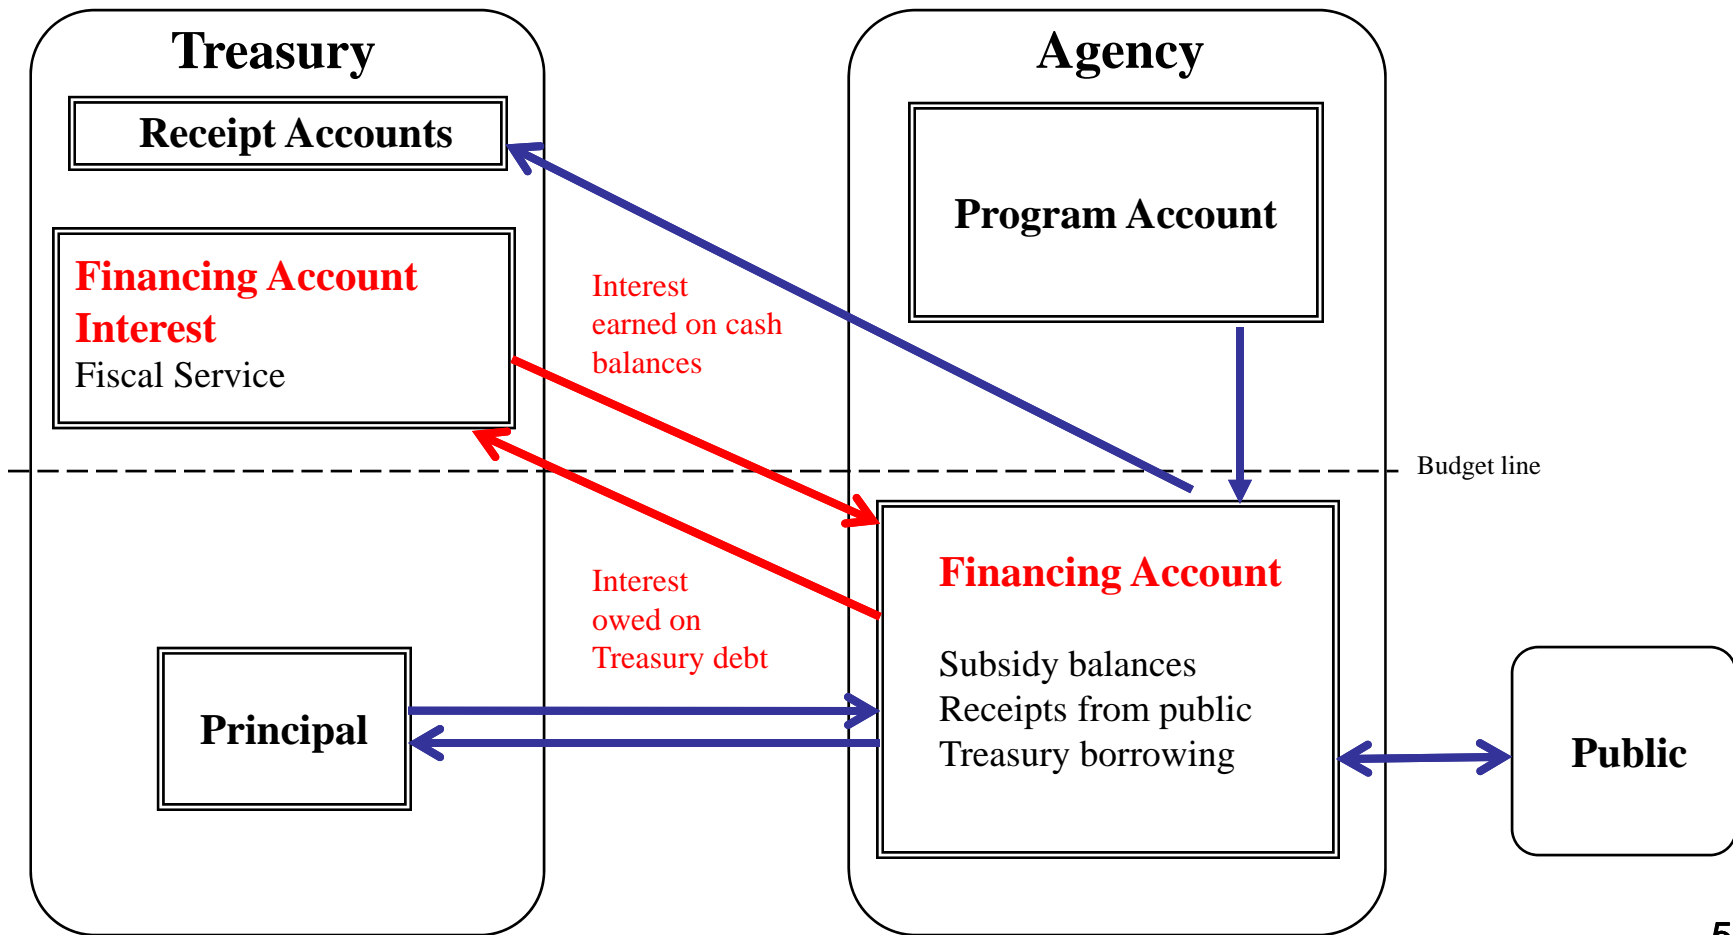 Treasury
Receipt Accounts
Financing Account
Interest
Fiscal Service
Principal
Interest
earned on cash
balances
Interest
owed on
Treasury debt
Agency
Program Account
Budget line
Financing Account
Subsidy balances
Receipts from public
Treasury borrowing
Public
5